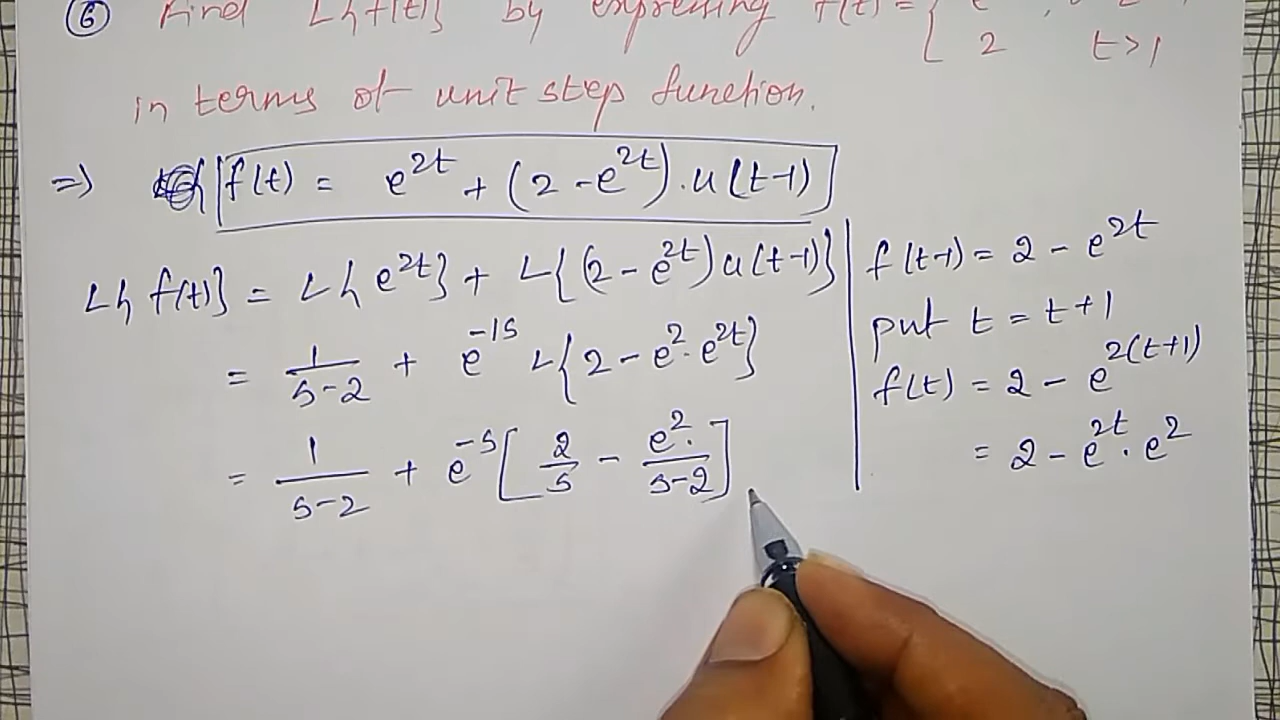 ⑥ Find L{f(t)} by expressing f(t) = {
2 t>1
in terms of unit step function.
=> f(t) = e^{2t} + (2 - e^{2t}).u(t-1)
L{f(t)} = L{e^{2t}} + L{(2 - e^{2t})u(t-1)}
= 1/(s-2) + e^{-1s} L{2 - e^{2}.e^{2t}}
= 1/(s-2) + e^{-s}[2/s - e^{2.}/(s-2)]
f(t-1) = 2 - e^{2t}
put t = t+1
f(t) = 2 - e^{2(t+1)}
= 2 - e^{2t}.e^{2}